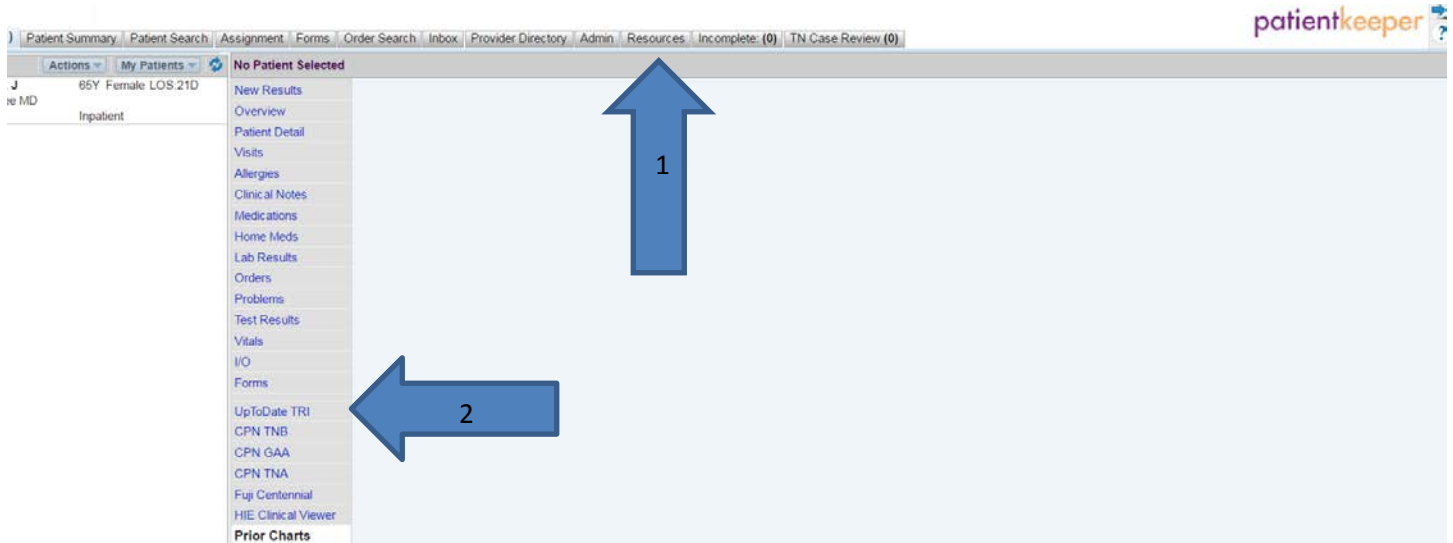 patientkeeper
?
) Patient Summary Patient Search Assignment Forms Order Search Inbox Provider Directory Admin Resources Incomplete: (0) TN Case Review (0)
Actions My Patients No Patient Selected
J 65Y Female LOS:21D
ee MD
Inpatient
New Results
Overview
Patient Detail
Visits
Allergies
Clinical Notes
Medications
Home Meds
Lab Results
Orders
Problems
Test Results
Vitals
I/O
Forms
UpToDate TRI
CPN TNB
CPN GAA
CPN TNA
Fuji Centennial
HIE Clinical Viewer
Prior Charts
1
2